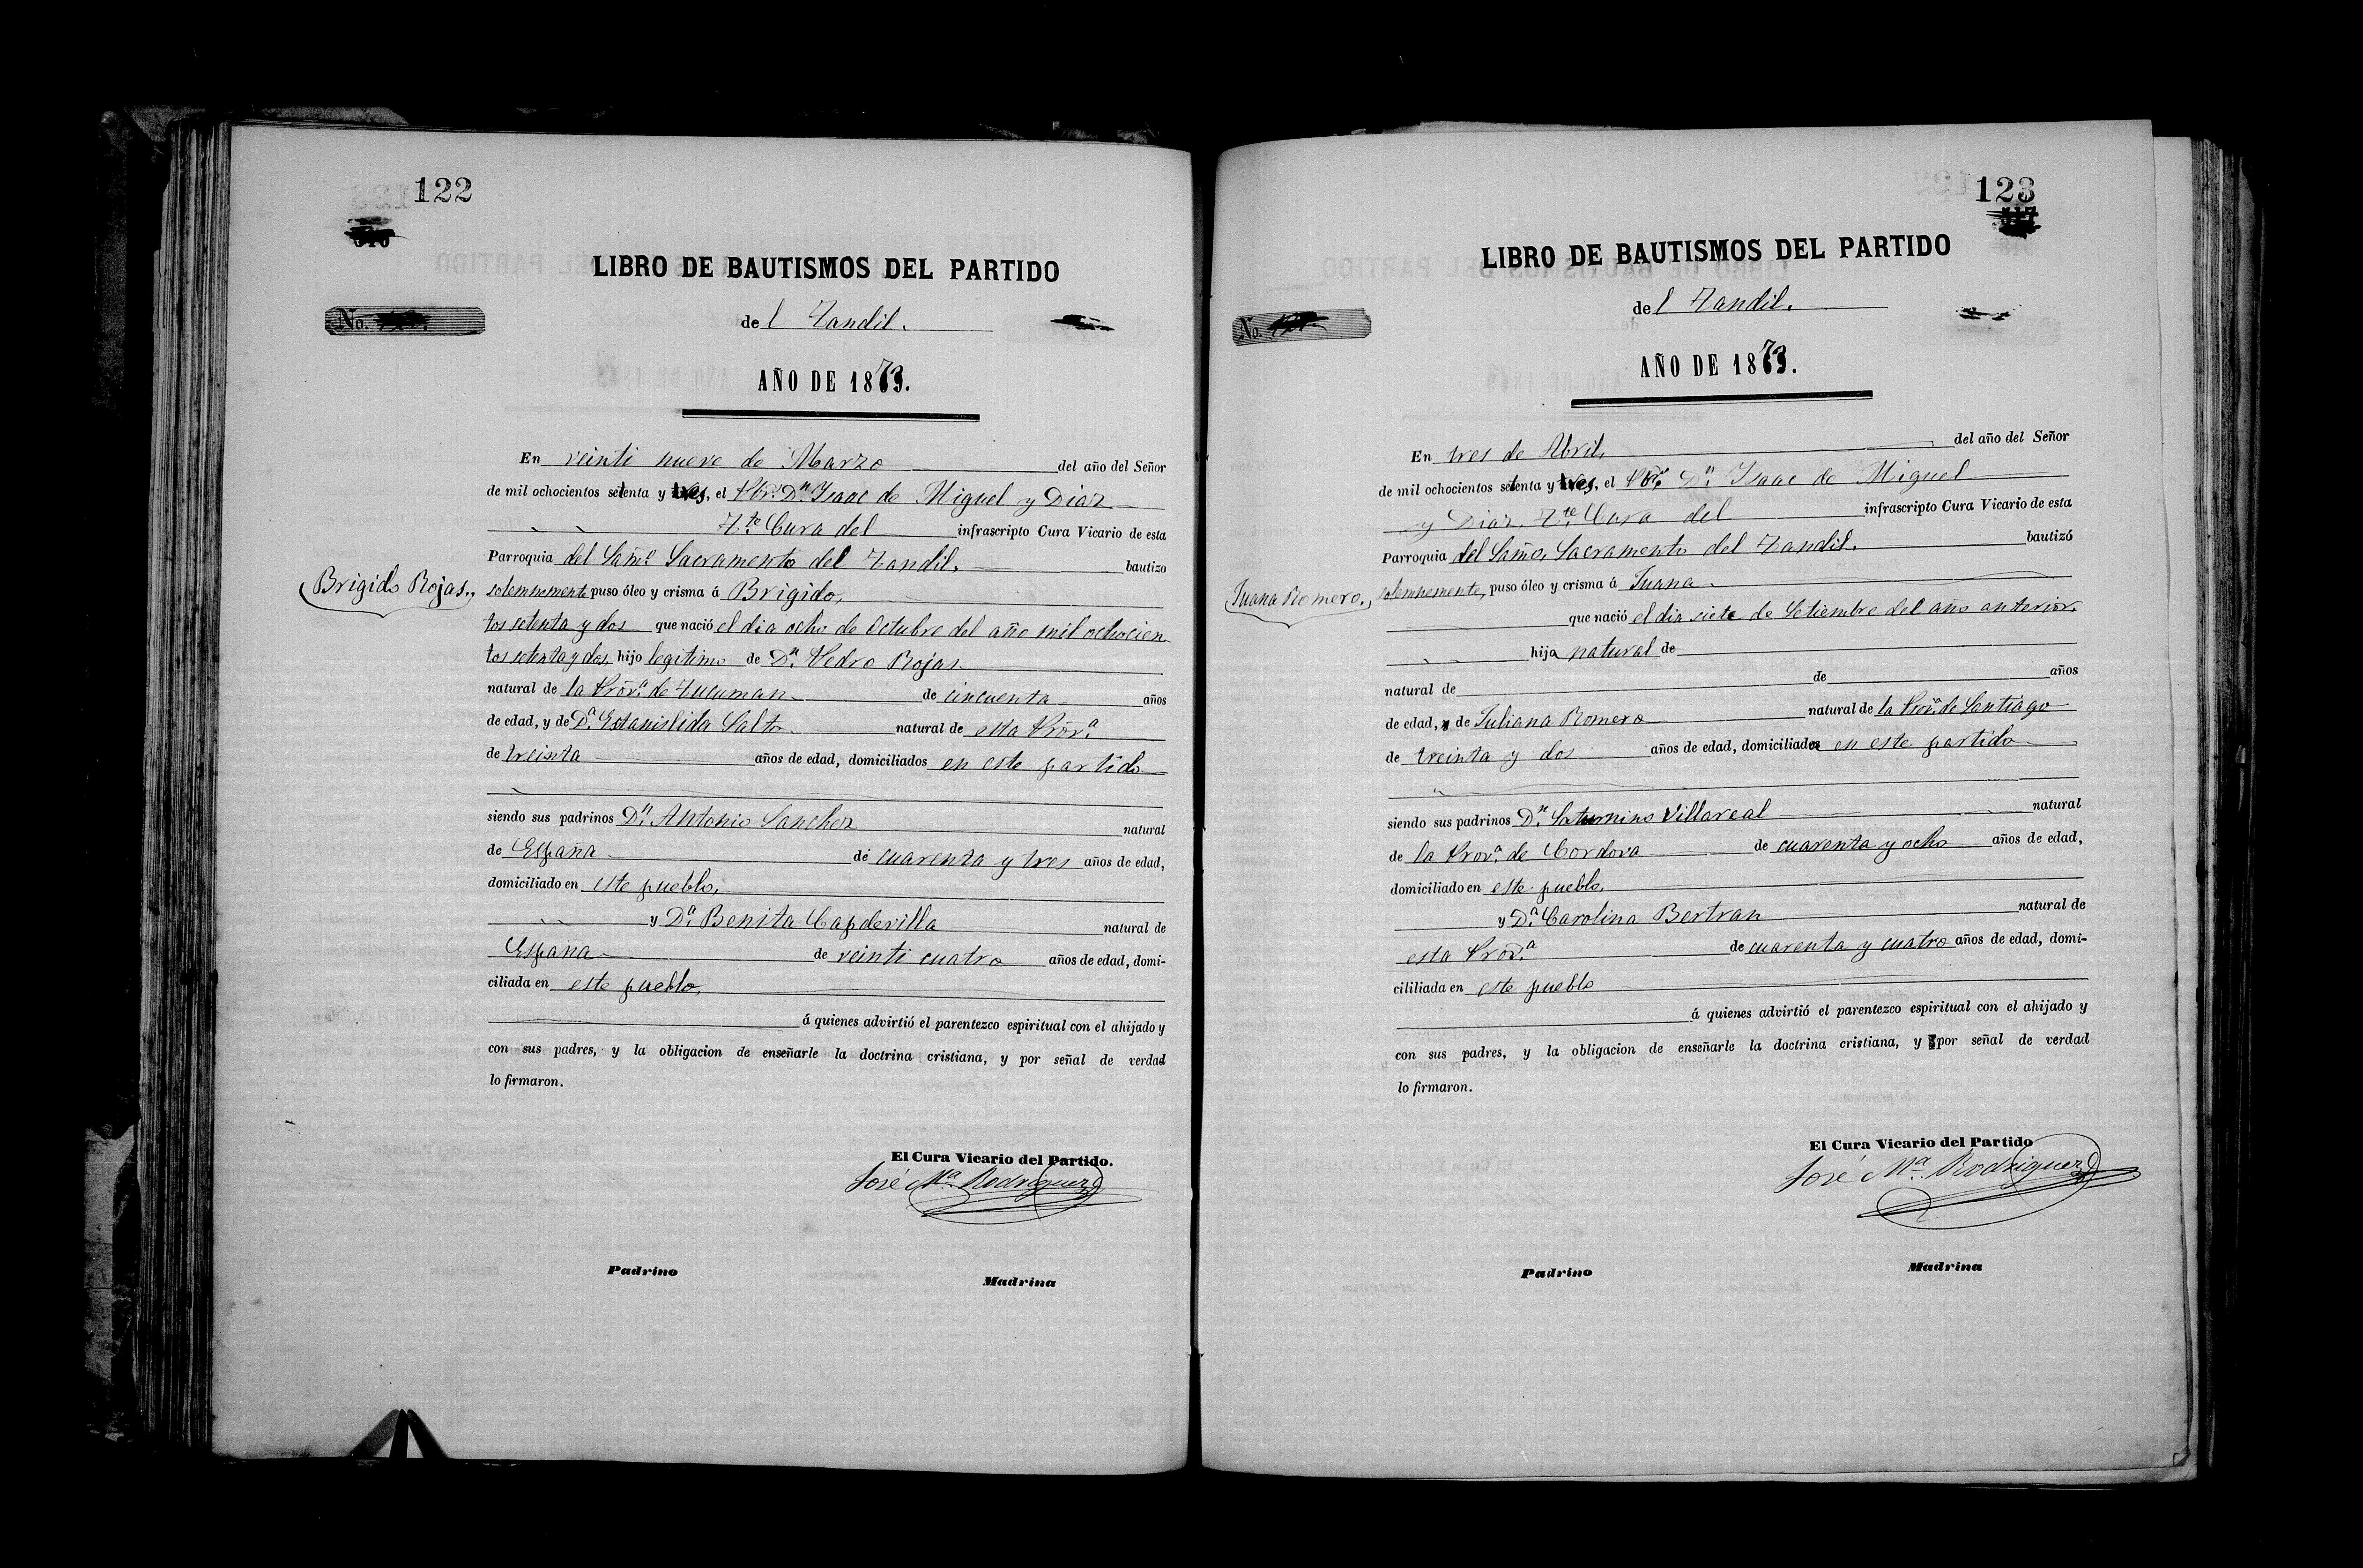 122
LIBRO DE BAUTISMOS DEL PARTIDO
No.
del Tandil.
AÑO DE 1873.
En veinti nueve de Marzo del año del Señor
de mil ochocientos setenta y tres, el Pbro. Dn. Isaac de Miguel y Diaz
Tte. Cura del infrascripto Cura Vicario de esta
Parroquia del Samo. Sacramento del Tandil. bautizo
Brigido Rojas., solemnemente, puso óleo y crisma á Brigido,
tos setenta y dos que nació el dia ocho de Octubre del año mil ochocien
tos setenta y dos, hijo legitimo de Dn. Pedro Rojas
natural de la Prova. de Tucuman de cincuenta años
de edad, y de Da. Estanislida Salto natural de esta Prova.
de treinta años de edad, domiciliados en este partido
siendo sus padrinos Dn. Antonio Sanchez natural
de España de cuarenta y tres años de edad,
domiciliado en este pueblo,
y Da. Benita Capdevilla natural de
España de veinti cuatro años de edad, domi-
ciliada en este pueblo,
á quienes advirtió el parentezco espiritual con el ahijado y
con sus padres, y la obligacion de enseñarle la doctrina cristiana, y por señal de verdad
lo firmaron.
El Cura Vicario del Partido.
José Ma. Rodriguez
Padrino Madrina
123
517
LIBRO DE BAUTISMOS DEL PARTIDO
No.
del Tandil.
AÑO DE 1873.
En tres de Abril, del año del Señor
de mil ochocientos setenta y tres, el Pbro. Dn. Isaac de Miguel
y Diaz, Tte. Cura del infrascripto Cura Vicario de esta
Parroquia del Samo. Sacramento del Tandil. bautizó
Juana Romero., solemnemente, puso óleo y crisma á Juana
que nació el dia siete de Setiembre del año anterior,
hija natural de
natural de de años
de edad, y de Juliana Romero natural de la Prova. de Santiago
de treinta y dos años de edad, domiciliados en este partido
siendo sus padrinos Dn. Saturnino Villareal natural
de la Prova. de Cordova de cuarenta y ocho años de edad,
domiciliado en este pueblo,
y Da. Carolina Bertran natural de
esta Prova. de cuarenta y cuatro años de edad, domi-
cililiada en este pueblo
á quienes advirtió el parentezco espiritual con el ahijado y
con sus padres, y la obligacion de enseñarle la doctrina cristiana, y por señal de verdad
lo firmaron.
El Cura Vicario del Partido
José Ma. Rodriguez
Padrino Madrina